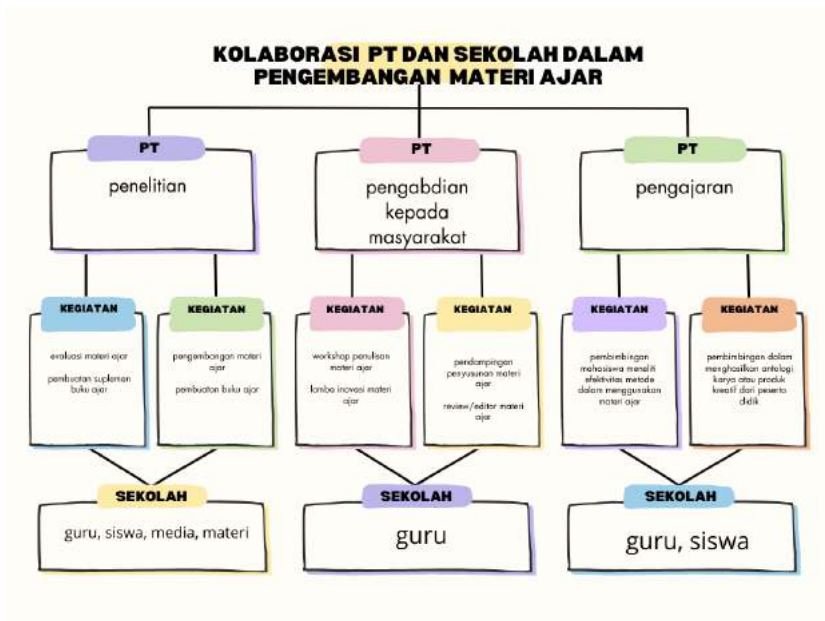 KOLABORASI PT DAN SEKOLAH DALAM
PENGEMBANGAN MATERI AJAR
PT
penelitian
PT
pengabdian
kepada
masyarakat
PT
pengajaran
KEGIATAN
evaluasi materi ajar
pembuatan suplemen
buku ajar
KEGIATAN
pengembangan materi
ajar
pembuatan buku ajar
KEGIATAN
workshop penulisan
materi ajar
lomba inovasi materi
ajar
KEGIATAN
pendampingan
penyusunan materi
ajar
review/editor materi
ajar
KEGIATAN
pembimbingan
mahasiswa meneliti
efektivitas metode
dalam menggunakan
materi ajar
KEGIATAN
pembimbingan dalam
menghasilkan antologi
karya atau produk
kreatif dari peserta
didik
SEKOLAH
guru, siswa, media, materi
SEKOLAH
guru
SEKOLAH
guru, siswa